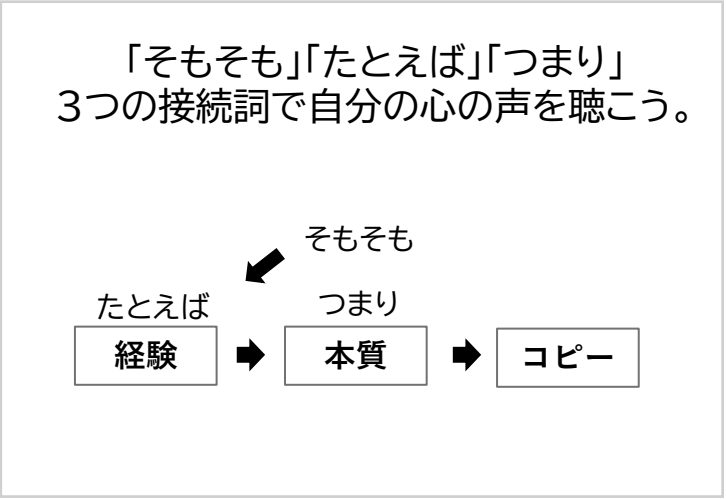 「そもそも」「たとえば」「つまり」
３つの接続詞で自分の心の声を聴こう。
そもそも
たとえば
つまり
経験
本質
コピー